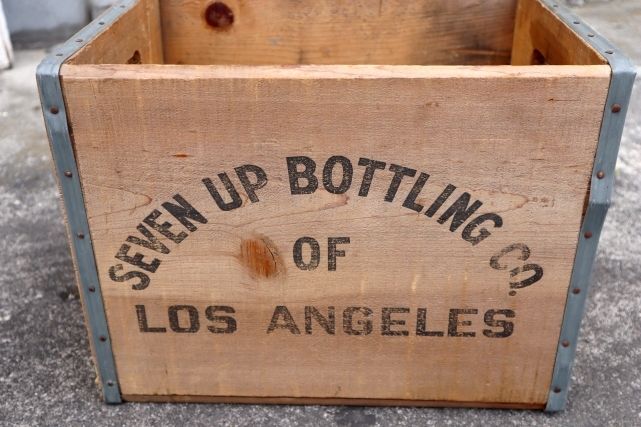 SEVEN UP BOTTLING CO.
OF
LOS ANGELES